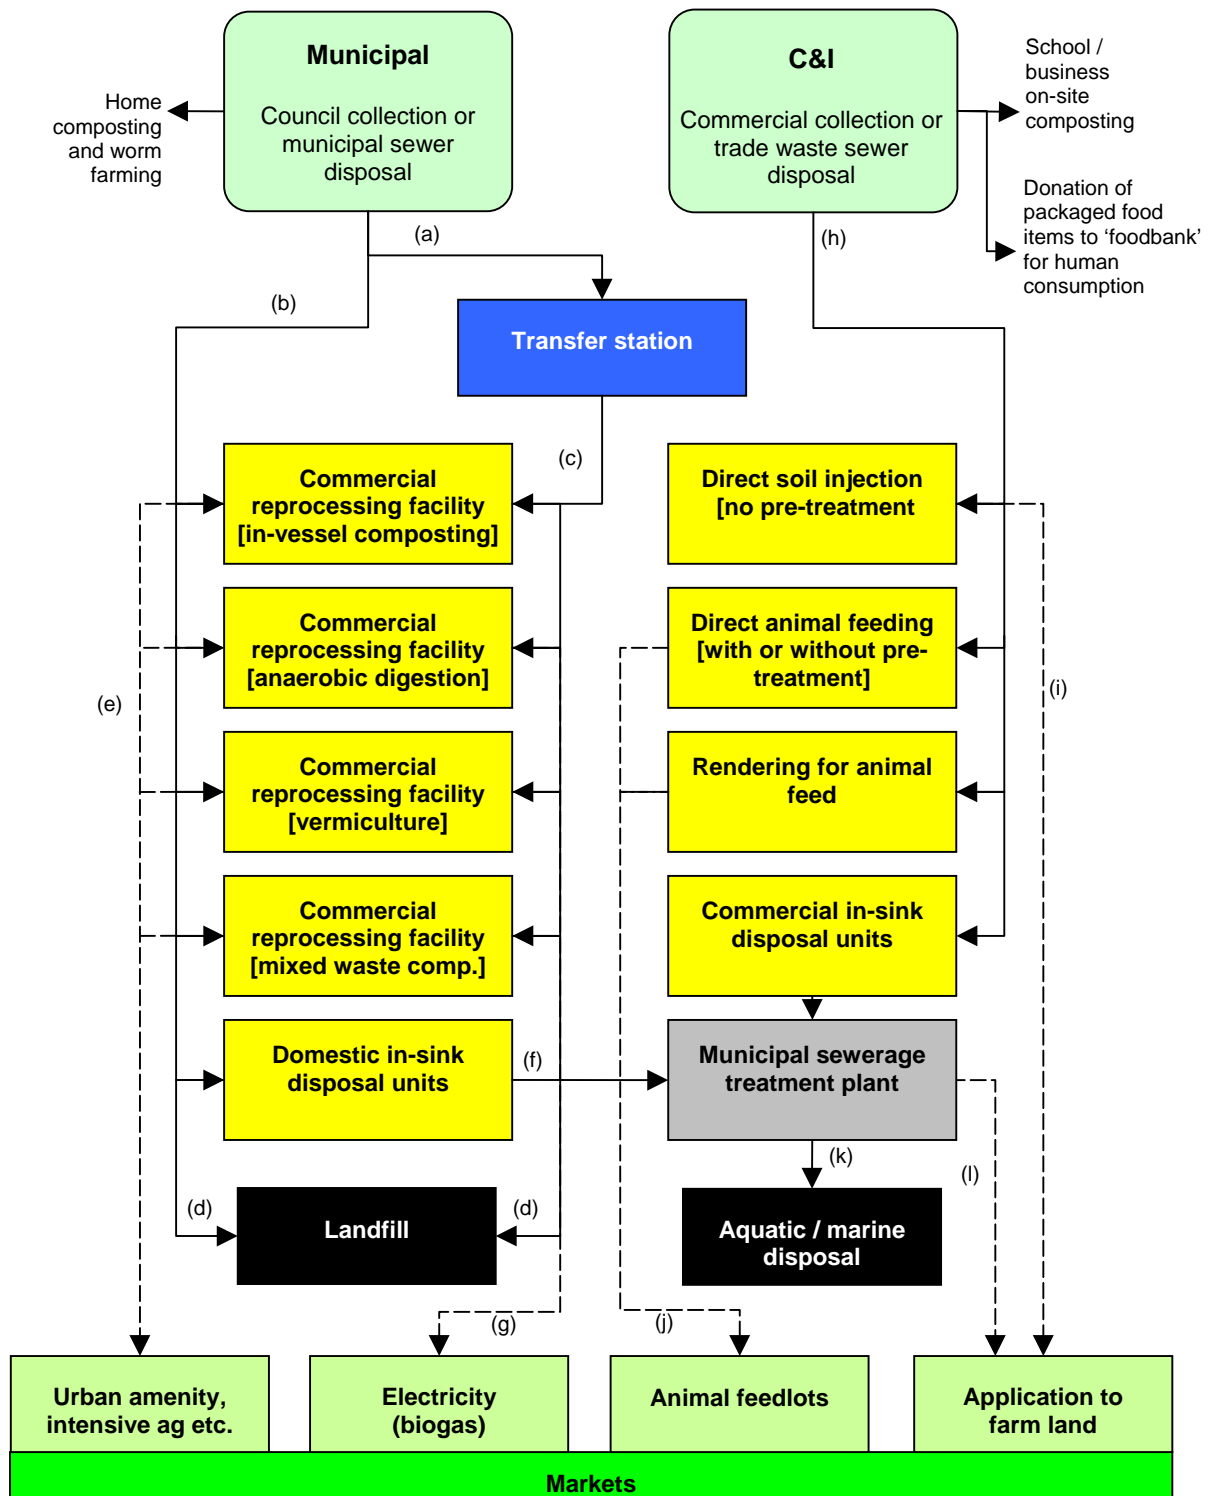 Municipal
Council collection or
municipal sewer
disposal
Home
composting
and worm
farming
C&I
Commercial collection or
trade waste sewer
disposal
School /
business
on-site
composting
Donation of
packaged food
items to ‘foodbank’
for human
consumption
(a)
(h)
(b)
Transfer station
(c)
Commercial
reprocessing facility
[in-vessel composting]
Direct soil injection
[no pre-treatment
Commercial
reprocessing facility
[anaerobic digestion]
Direct animal feeding
[with or without pre-
treatment]
(e)
(i)
Commercial
reprocessing facility
[vermiculture]
Rendering for animal
feed
Commercial
reprocessing facility
[mixed waste comp.]
Commercial in-sink
disposal units
Domestic in-sink
disposal units
(f)
Municipal sewerage
treatment plant
(k)
(l)
(d)
Landfill
(d)
Aquatic / marine
disposal
(g)
(j)
Urban amenity,
intensive ag etc.
Electricity
(biogas)
Animal feedlots
Application to
farm land
Markets